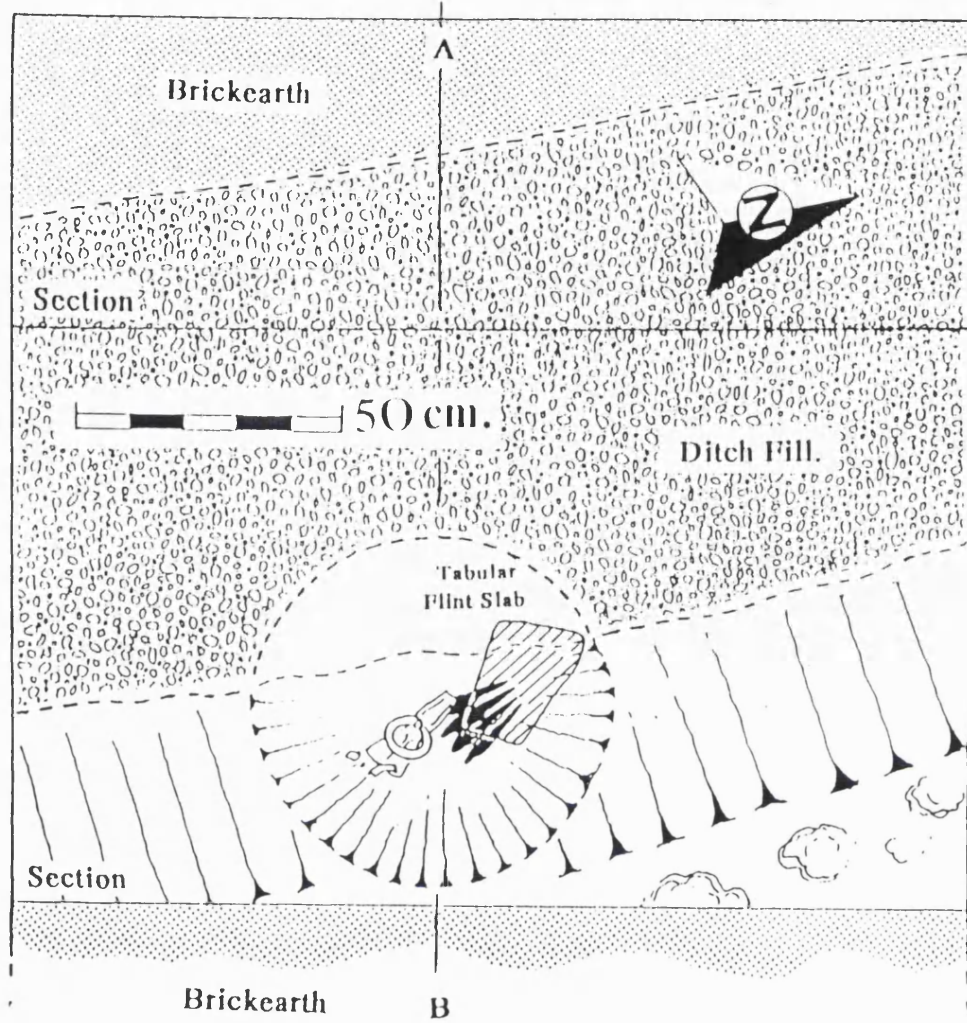 A
Brickearth
N
Section
50 cm.
Ditch Fill.
Tabular
Flint Slab
Section
Brickearth
B